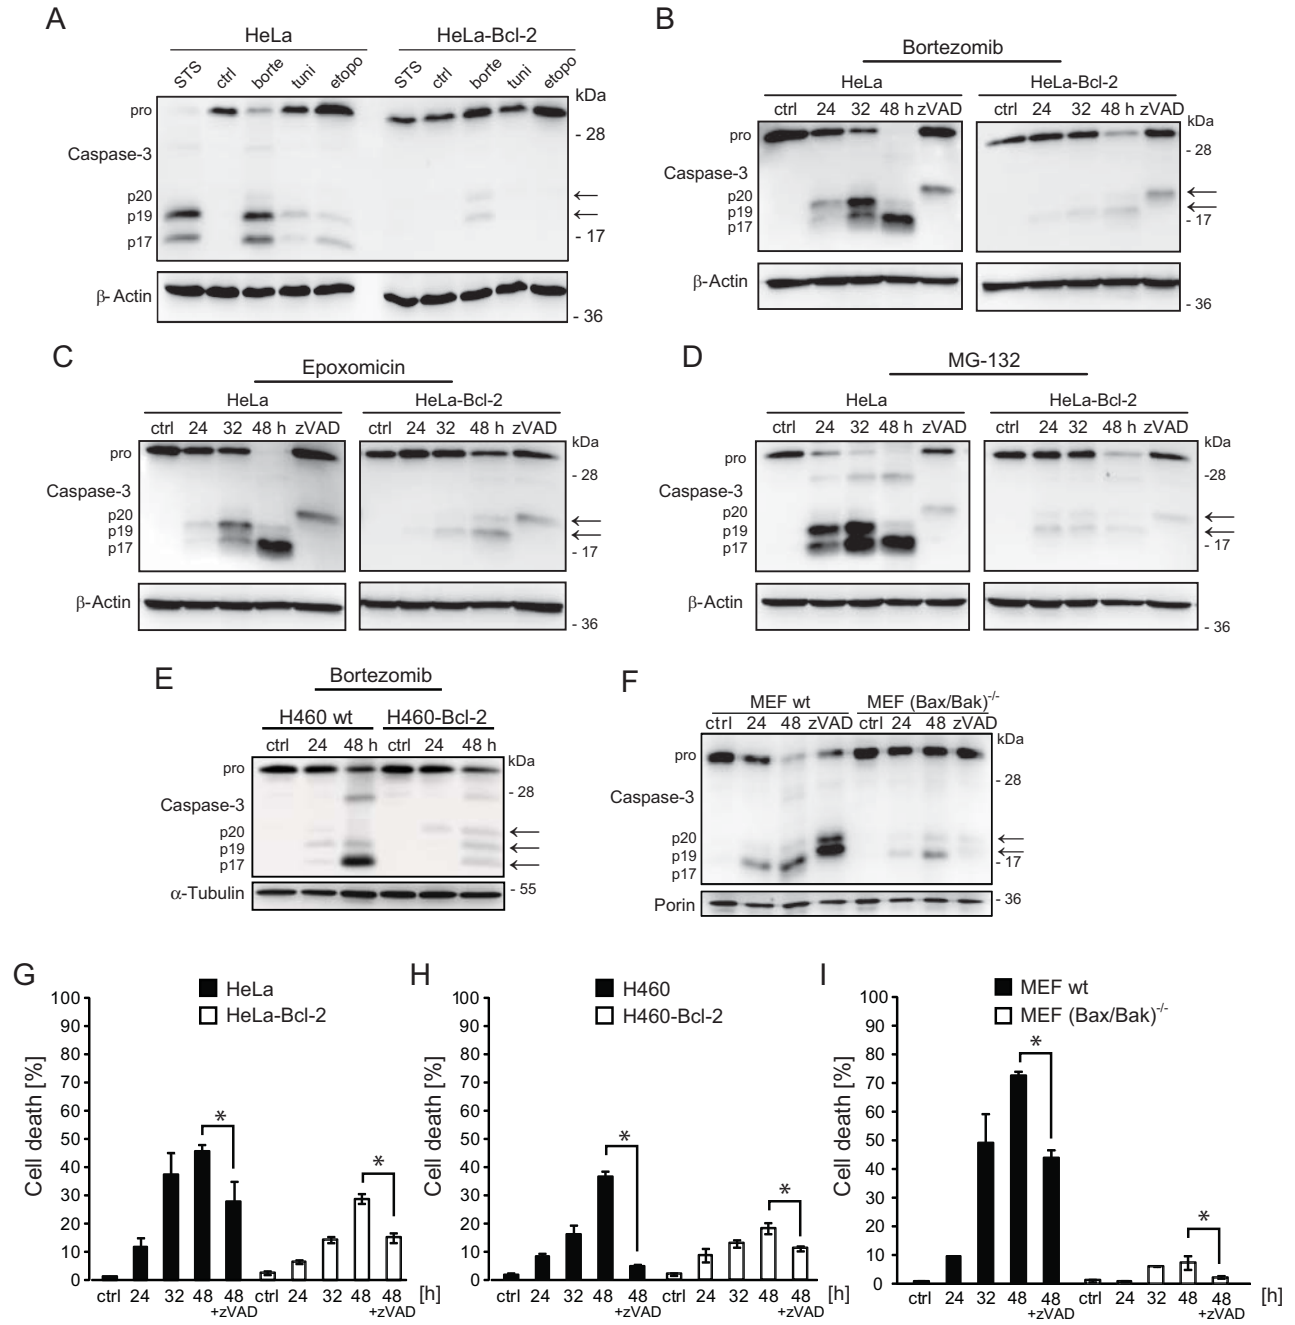 A
HeLa
HeLa-Bcl-2
STS ctrl borte tuni etopo STS ctrl borte tuni etopo
kDa
pro
- 28
Caspase-3
p20
p19
- 17
p17
β-Actin
- 36
B
Bortezomib
HeLa
HeLa-Bcl-2
ctrl 24 32 48 h zVAD ctrl 24 32 48 h zVAD
kDa
pro
- 28
Caspase-3
p20
p19
- 17
p17
β-Actin
- 36
C
Epoxomicin
HeLa
HeLa-Bcl-2
ctrl 24 32 48 h zVAD ctrl 24 32 48 h zVAD
kDa
pro
- 28
Caspase-3
p20
p19
p17
- 17
β-Actin
- 36
D
MG-132
HeLa
HeLa-Bcl-2
ctrl 24 32 48 h zVAD ctrl 24 32 48 h zVAD
kDa
pro
- 28
Caspase-3
p20
p19
p17
- 17
β-Actin
- 36
E
Bortezomib
H460 wt H460-Bcl-2
ctrl 24 48 h ctrl 24 48 h
kDa
pro
- 28
Caspase-3
p20
p19
p17
α-Tubulin
- 55
F
MEF wt MEF (Bax/Bak)-/-
ctrl 24 48 zVAD ctrl 24 48 zVAD
kDa
pro
- 28
Caspase-3
p20
p19
- 17
p17
Porin
- 36
G
HeLa
HeLa-Bcl-2
Cell death [%]
100
90
80
70
60
50
40
30
20
10
0
*
*
ctrl 24 32 48 48 ctrl 24 32 48 48 [h]
+zVAD +zVAD
H
H460
H460-Bcl-2
Cell death [%]
100
90
80
70
60
50
40
30
20
10
0
*
*
ctrl 24 32 48 48 ctrl 24 32 48 48 [h]
+zVAD +zVAD
I
MEF wt
MEF (Bax/Bak)-/-
Cell death [%]
100
90
80
70
60
50
40
30
20
10
0
*
*
ctrl 24 32 48 48 ctrl 24 32 48 48 [h]
+zVAD +zVAD